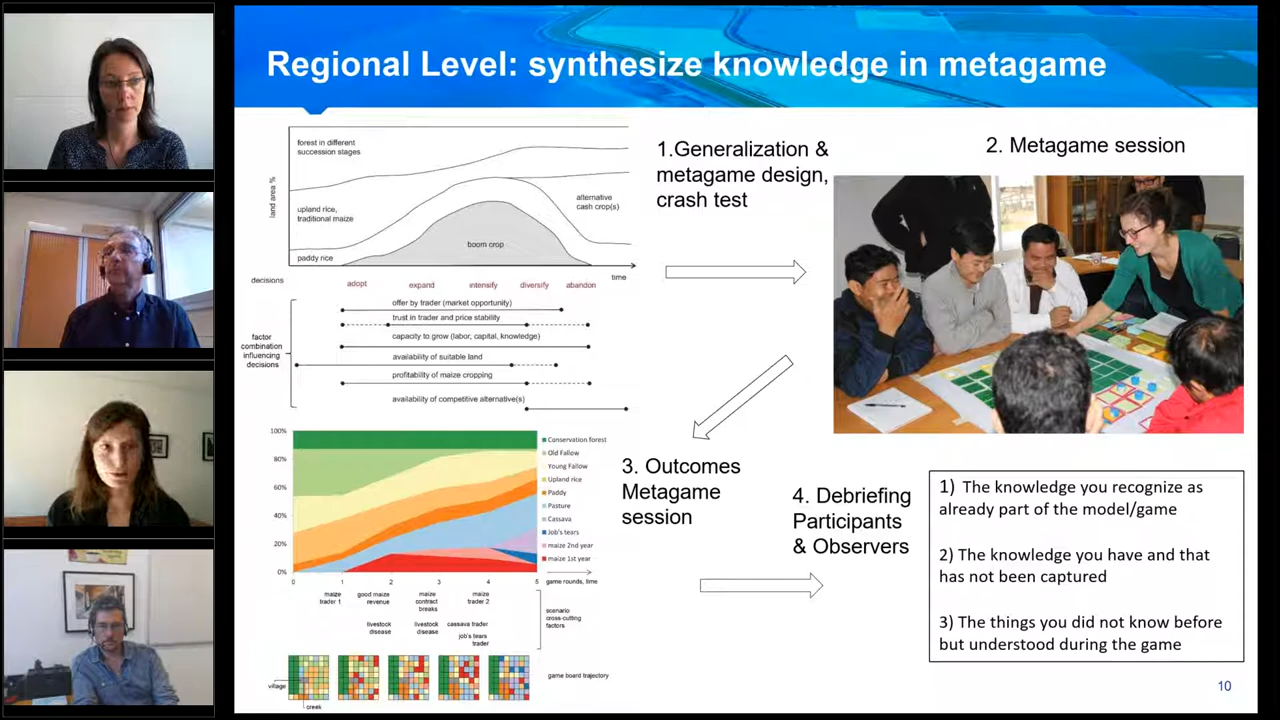 Regional Level: synthesize knowledge in metagame
forest in different
succession stages
land area %
upland rice,
traditional maize
alternative
cash crop(s)
boom crop
paddy rice
time
decisions
adopt
expand
intensify
diversify
abandon
offer by trader (market opportunity)
trust in trader and price stability
capacity to grow (labor, capital, knowledge)
availability of suitable land
profitability of maize cropping
availability of competitive alternative(s)
factor
combination
influencing
decisions
1.Generalization &
metagame design,
crash test
2. Metagame session
100%
80%
60%
40%
20%
0%
0 1 2 3 4 5
game rounds, time
Conservation forest
Old Fallow
Young Fallow
Upland rice
Paddy
Pasture
Cassava
Job's tears
maize 2nd year
maize 1st year
maize
trader 1
good maize
revenue
maize
contract
breaks
maize
trader 2
livestock
disease
livestock
disease
cassava trader
job's tears
trader
scenario
cross-cutting
factors
village
creek
game board trajectory
3. Outcomes
Metagame
session
4. Debriefing
Participants
& Observers
1) The knowledge you recognize as
already part of the model/game
2) The knowledge you have and that
has not been captured
3) The things you did not know before
but understood during the game
10